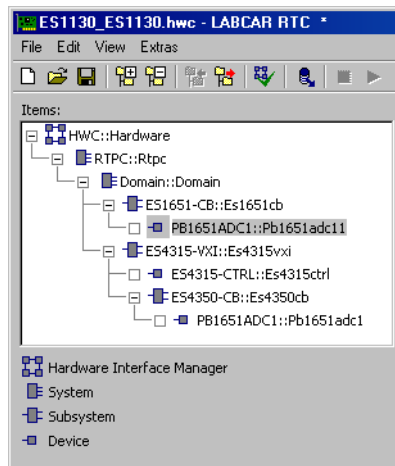 ES1130_ES1130.hwc - LABCAR RTC *
File Edit View Extras
Items:
HWC::Hardware
RTPC::Rtpc
Domain::Domain
ES1651-CB::Es1651cb
PB1651ADC1::Pb1651adc11
ES4315-VXI::Es4315vxi
ES4315-CTRL::Es4315ctrl
ES4350-CB::Es4350cb
PB1651ADC1::Pb1651adc1
Hardware Interface Manager
System
Subsystem
Device